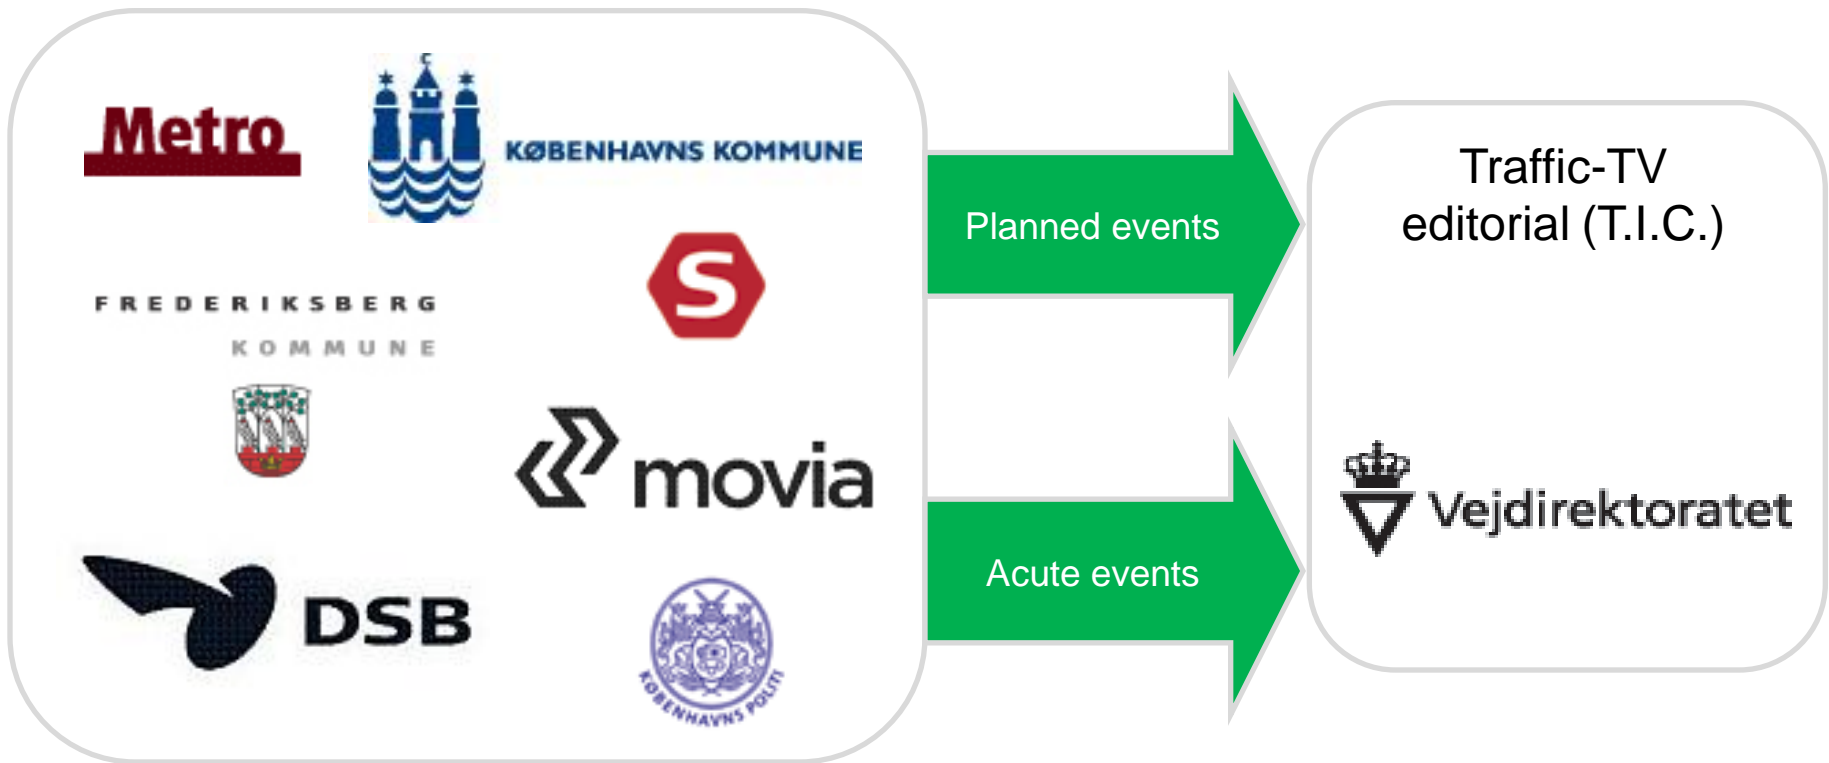 Metro
KØBENHAVNS KOMMUNE
S
FREDERIKSBERG
KOMMUNE
movia
DSB
KØBENHAVNS POLITI
Planned events
Acute events
Traffic-TV
editorial (T.I.C.)
Vejdirektoratet